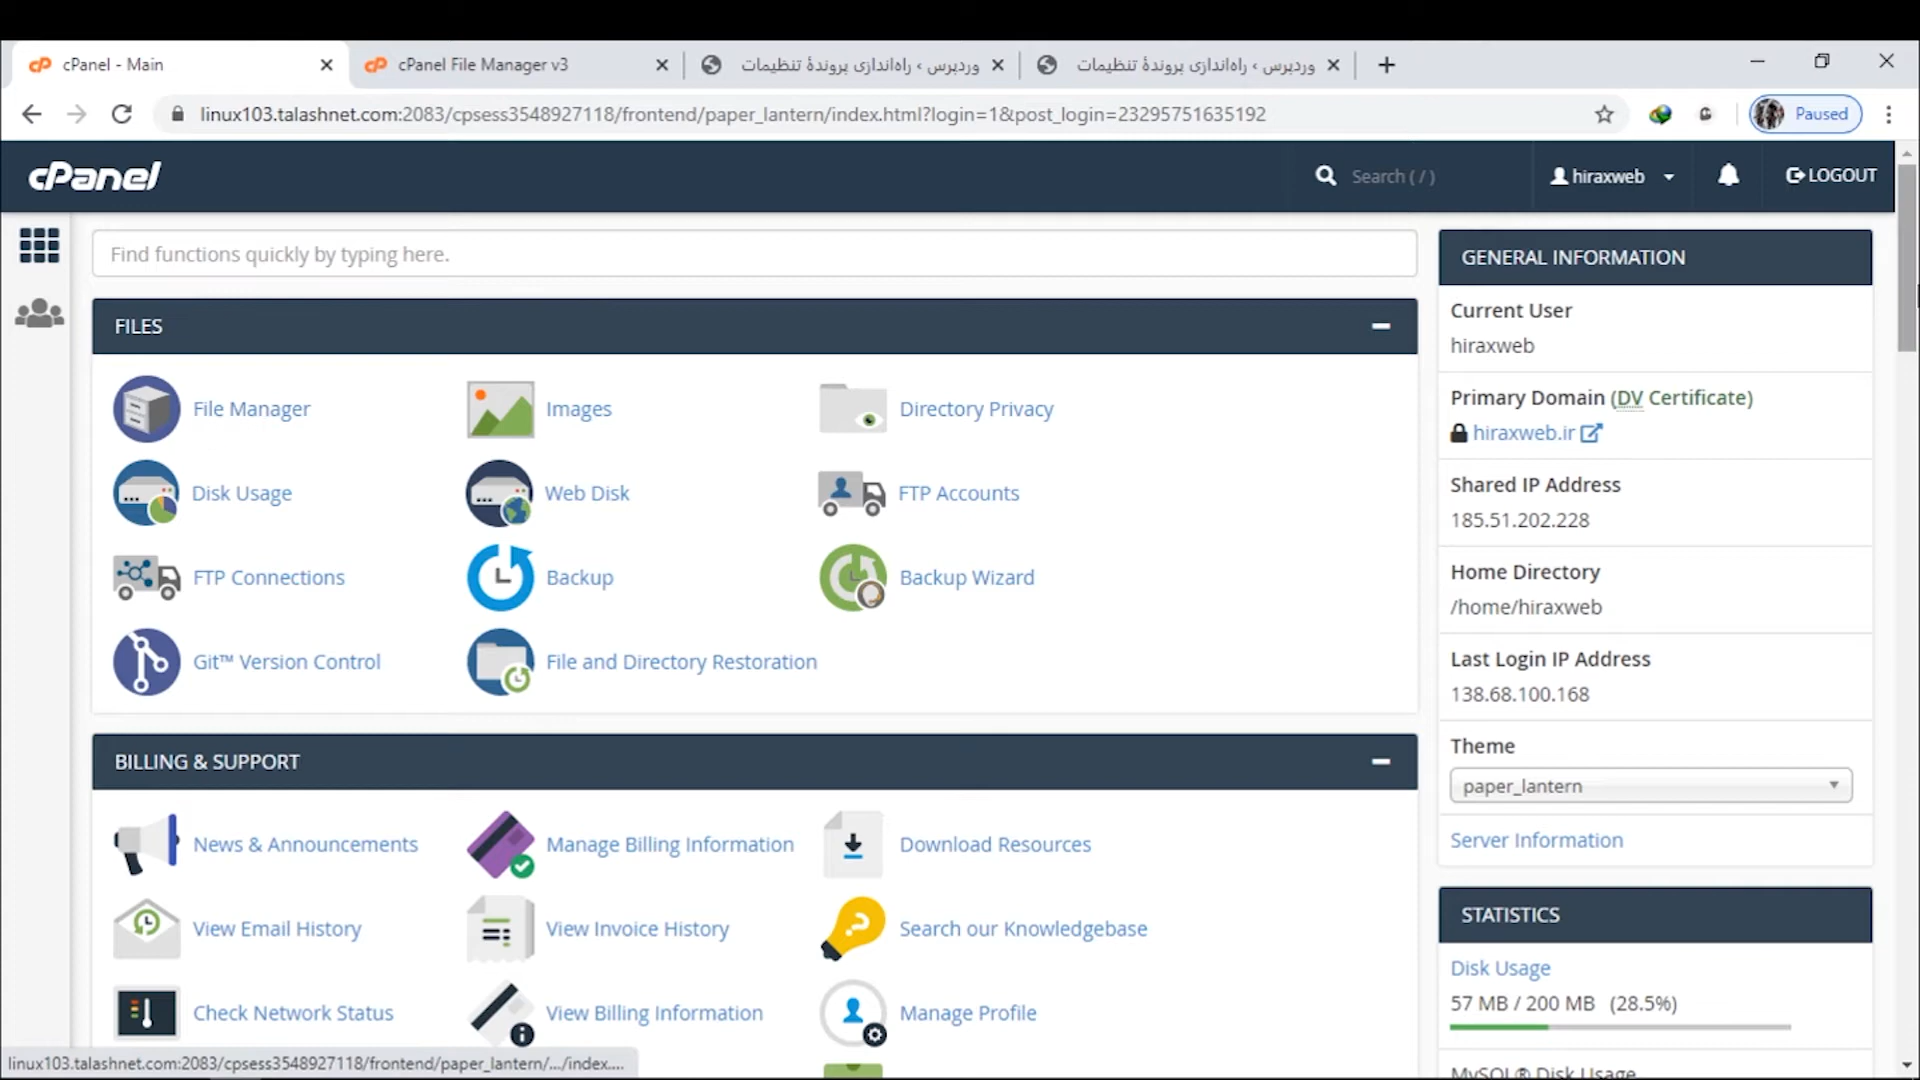 cPanel - Main
cPanel File Manager v3
وردپرس › راه‌اندازی پروندهٔ تنظیمات
وردپرس › راه‌اندازی پروندهٔ تنظیمات
linux103.talashnet.com:2083/cpsess3548927118/frontend/paper_lantern/index.html?login=1&post_login=23295751635192
Paused
cPanel
Search ( / )
hiraxweb
LOGOUT
Find functions quickly by typing here.
FILES
File Manager
Images
Directory Privacy
Disk Usage
Web Disk
FTP Accounts
FTP Connections
Backup
Backup Wizard
Git™ Version Control
File and Directory Restoration
BILLING & SUPPORT
News & Announcements
Manage Billing Information
Download Resources
View Email History
View Invoice History
Search our Knowledgebase
Check Network Status
View Billing Information
Manage Profile
GENERAL INFORMATION
Current User
hiraxweb
Primary Domain (DV Certificate)
hiraxweb.ir
Shared IP Address
185.51.202.228
Home Directory
/home/hiraxweb
Last Login IP Address
138.68.100.168
Theme
paper_lantern
Server Information
STATISTICS
Disk Usage
57 MB / 200 MB (28.5%)
MySQL® Disk Usage
linux103.talashnet.com:2083/cpsess3548927118/frontend/paper_lantern/.../index....